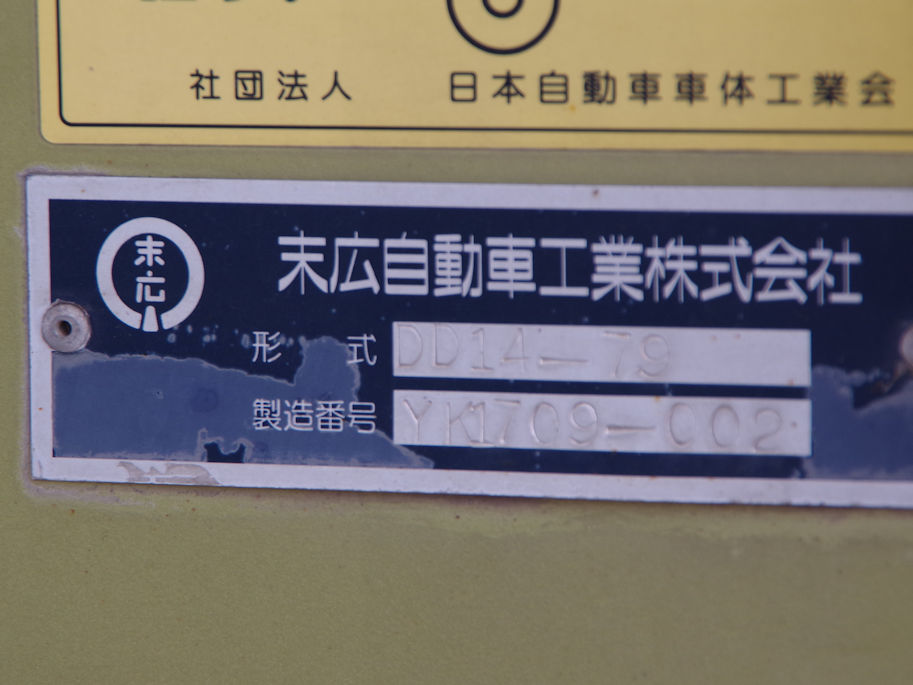 社団法人 日本自動車車体工業会
末広
末広自動車工業株式会社
形式 DD14-79
製造番号 YK1709-002